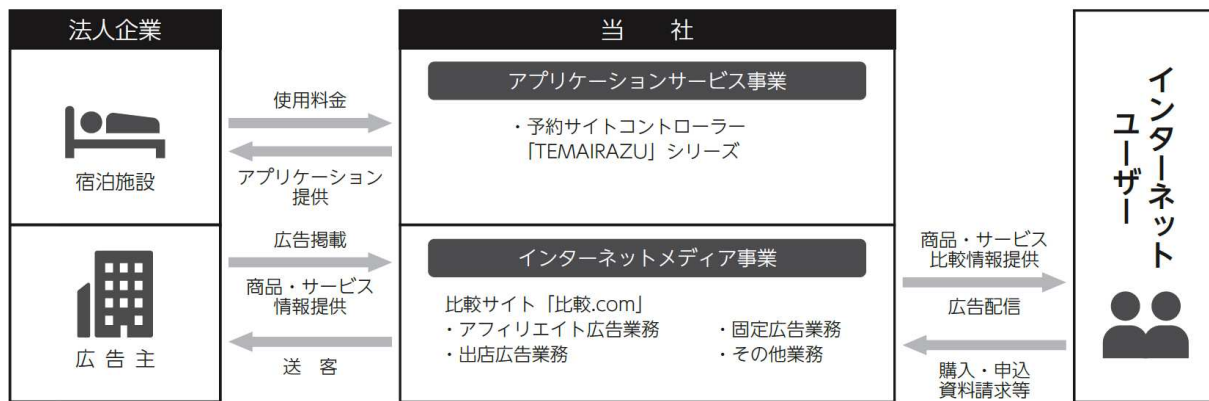 法人企業
当 社
アプリケーションサービス事業
・予約サイトコントローラー
「TEMAIRAZU」シリーズ
使用料金
アプリケーション
提供
宿泊施設
広告掲載
商品・サービス
情報提供
送 客
広 告 主
インターネットメディア事業
比較サイト「比較.com」
・アフィリエイト広告業務 ・固定広告業務
・出店広告業務 ・その他業務
商品・サービス
比較情報提供
広告配信
購入・申込
資料請求等
インターネット
ユーザー